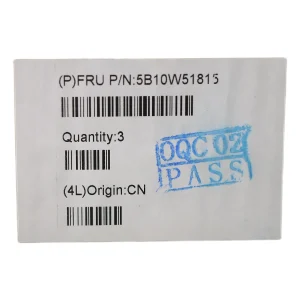 (P)FRU P/N:5B10W51815
Quantity:3
OQC 02
PASS
(4L)Origin:CN